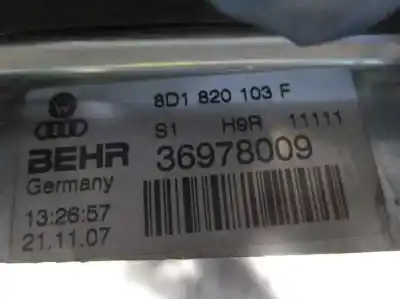 8D1 820 103 F
S1 H9R 11111
BEHR 36978009
Germany
13:26:57
21.11.07